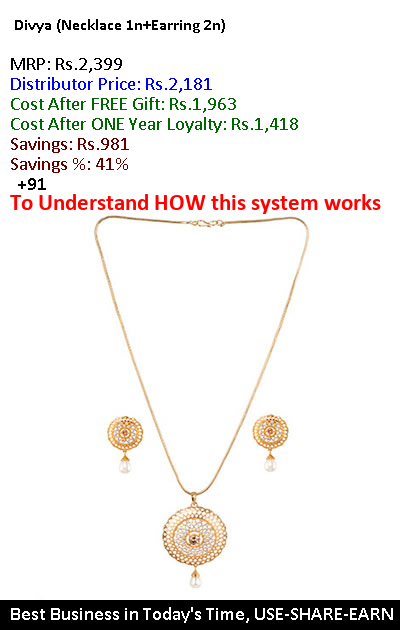 Divya (Necklace 1n+Earring 2n)
MRP: Rs.2,399
Distributor Price: Rs.2,181
Cost After FREE Gift: Rs.1,963
Cost After ONE Year Loyalty: Rs.1,418
Savings: Rs.981
Savings %: 41%
+91
To Understand HOW this system works
Best Business in Today's Time, USE-SHARE-EARN